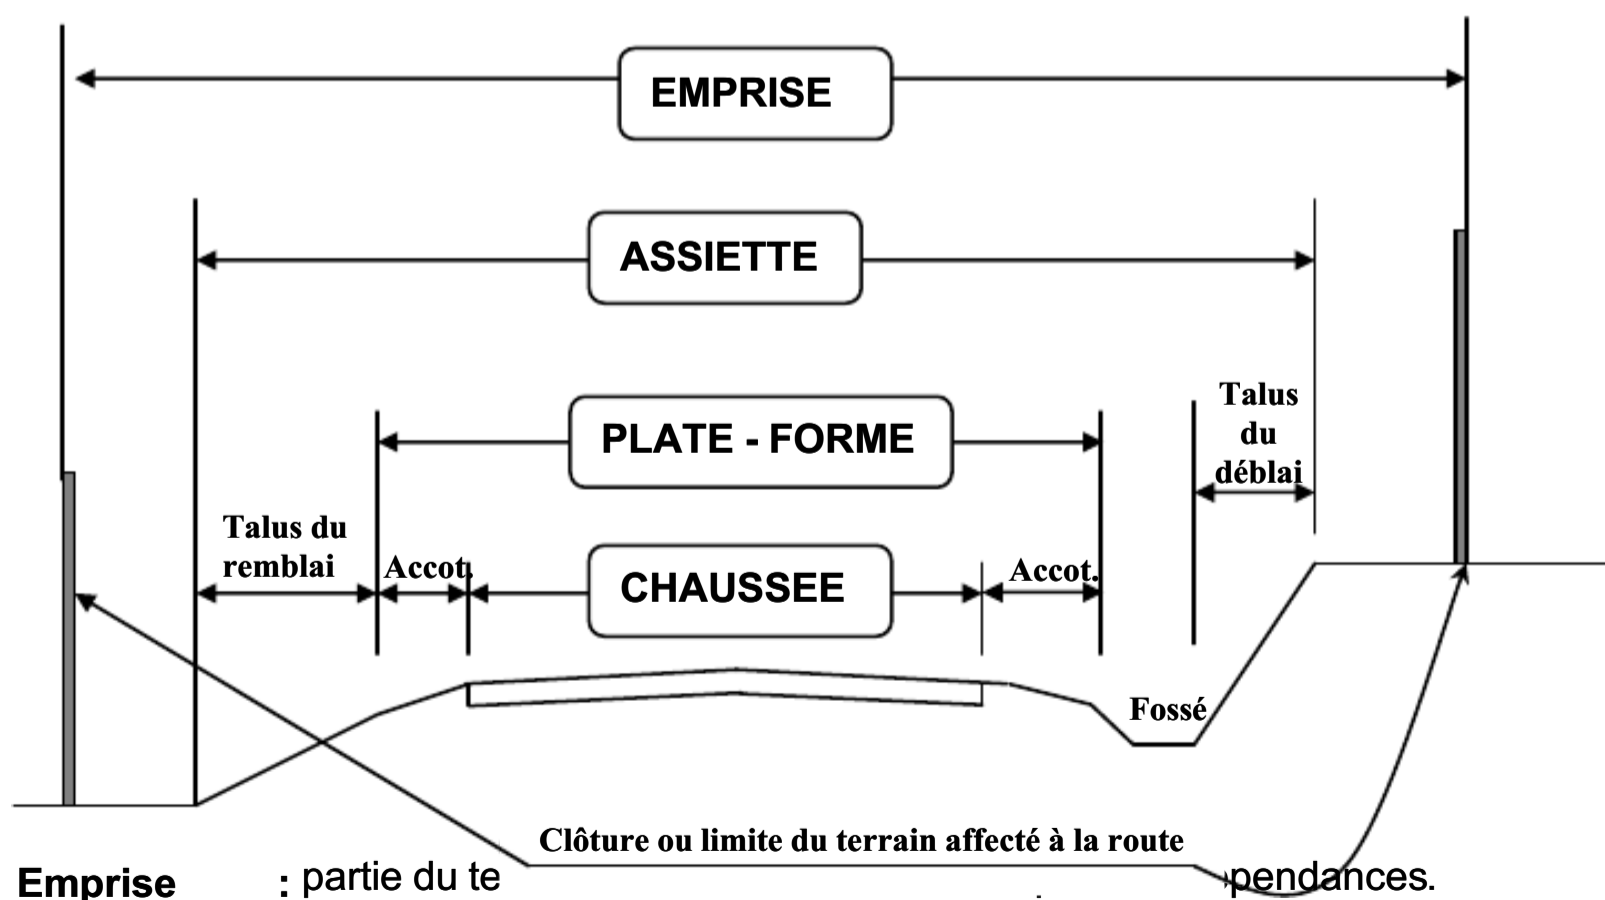 EMPRISE
ASSIETTE
PLATE - FORME
Talus
du
déblai
Talus du
remblai
Accot.
CHAUSSEE
Accot.
Fossé
Clôture ou limite du terrain affecté à la route
Emprise : partie du te pendances.